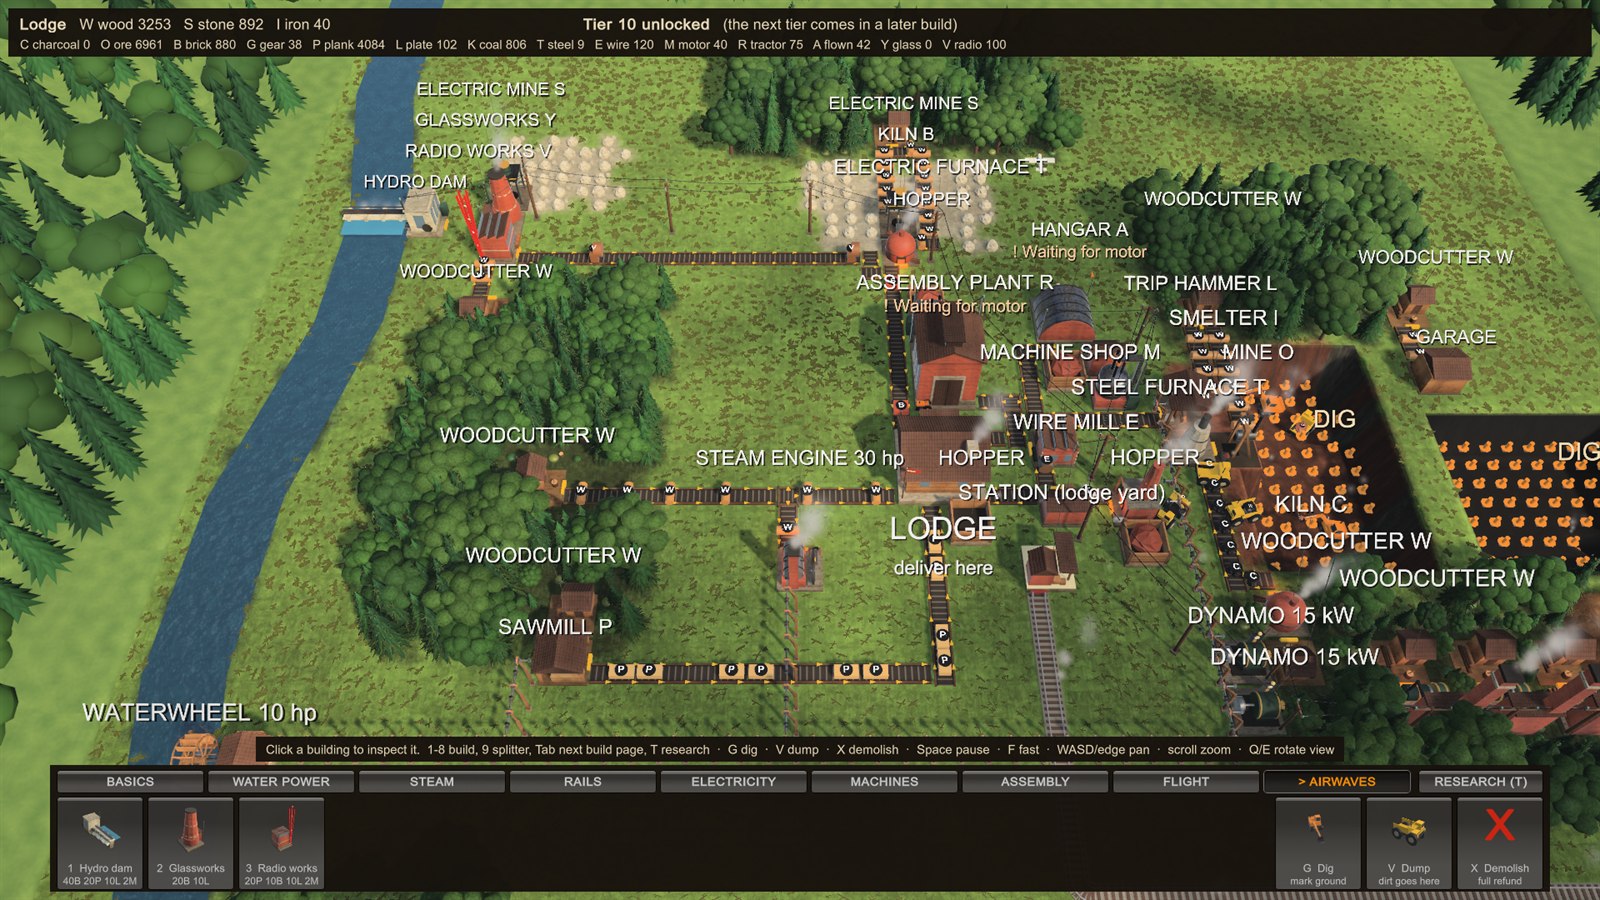 Lodge W wood 3253 S stone 892 I iron 40
Tier 10 unlocked (the next tier comes in a later build)
C charcoal 0 O ore 6961 B brick 880 G gear 38 P plank 4084 L plate 102 K coal 806 T steel 9 E wire 120 M motor 40 R tractor 75 A flown 42 Y glass 0 V radio 100
ELECTRIC MINE S
GLASSWORKS Y
RADIO WORKS V
HYDRO DAM
ELECTRIC MINE S
KILN B
ELECTRIC FURNACE
HOPPER
WOODCUTTER W
HANGAR A
! Waiting for motor
WOODCUTTER W
WOODCUTTER W
ASSEMBLY PLANT R
! Waiting for motor
TRIP HAMMER L
SMELTER I
GARAGE
MACHINE SHOP M
MINE O
STEEL FURNACE T
DIG
WIRE MILL E
WOODCUTTER W
STEAM ENGINE 30 hp
HOPPER
HOPPER
DIG
STATION (lodge yard)
KILN C
LODGE
deliver here
WOODCUTTER W
WOODCUTTER W
WOODCUTTER W
DYNAMO 15 kW
SAWMILL P
DYNAMO 15 kW
WATERWHEEL 10 hp
Click a building to inspect it. 1-8 build, 9 splitter, Tab next build page, T research · G dig · V dump · X demolish · Space pause · F fast · WASD/edge pan · scroll zoom · Q/E rotate view
BASICS
WATER POWER
STEAM
RAILS
ELECTRICITY
MACHINES
ASSEMBLY
FLIGHT
> AIRWAVES
RESEARCH (T)
1 Hydro dam
40B 20P 10L 2M
2 Glassworks
20B 10L
3 Radio works
20P 10B 10L 2M
G Dig
mark ground
V Dump
dirt goes here
X Demolish
full refund